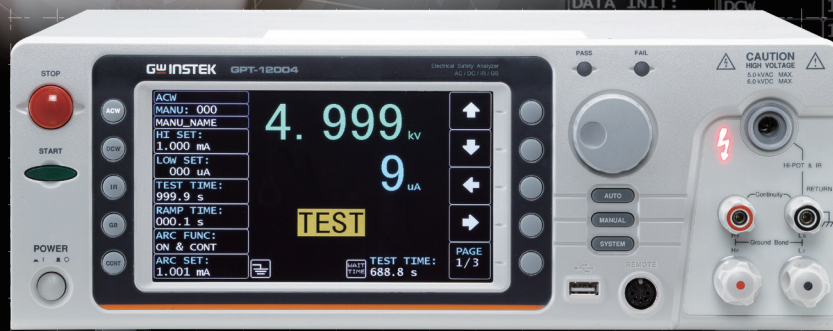 DATA INIT:
DCW
GW INSTEK GPT-12004
Electrical Safety Analyzer
AC / DC / IR / GB
STOP
START
POWER
ACW
DCW
IR
GB
CONT
ACW
MANU: 000
MANU_NAME
HI SET:
1.000 mA
LOW SET:
000 uA
TEST TIME:
999.9 s
RAMP TIME:
000.1 s
ARC FUNC:
ON & CONT
ARC SET:
1.001 mA
4.999 kv
9 uA
TEST
WAIT TIME
TEST TIME:
688.8 s
PAGE
1/3
PASS
FAIL
AUTO
MANUAL
SYSTEM
REMOTE
CAUTION
HIGH VOLTAGE
5.0 kVAC MAX.
6.0 kVDC MAX.
HI-POT & IR
RETURN
Continuity
Ground Bond